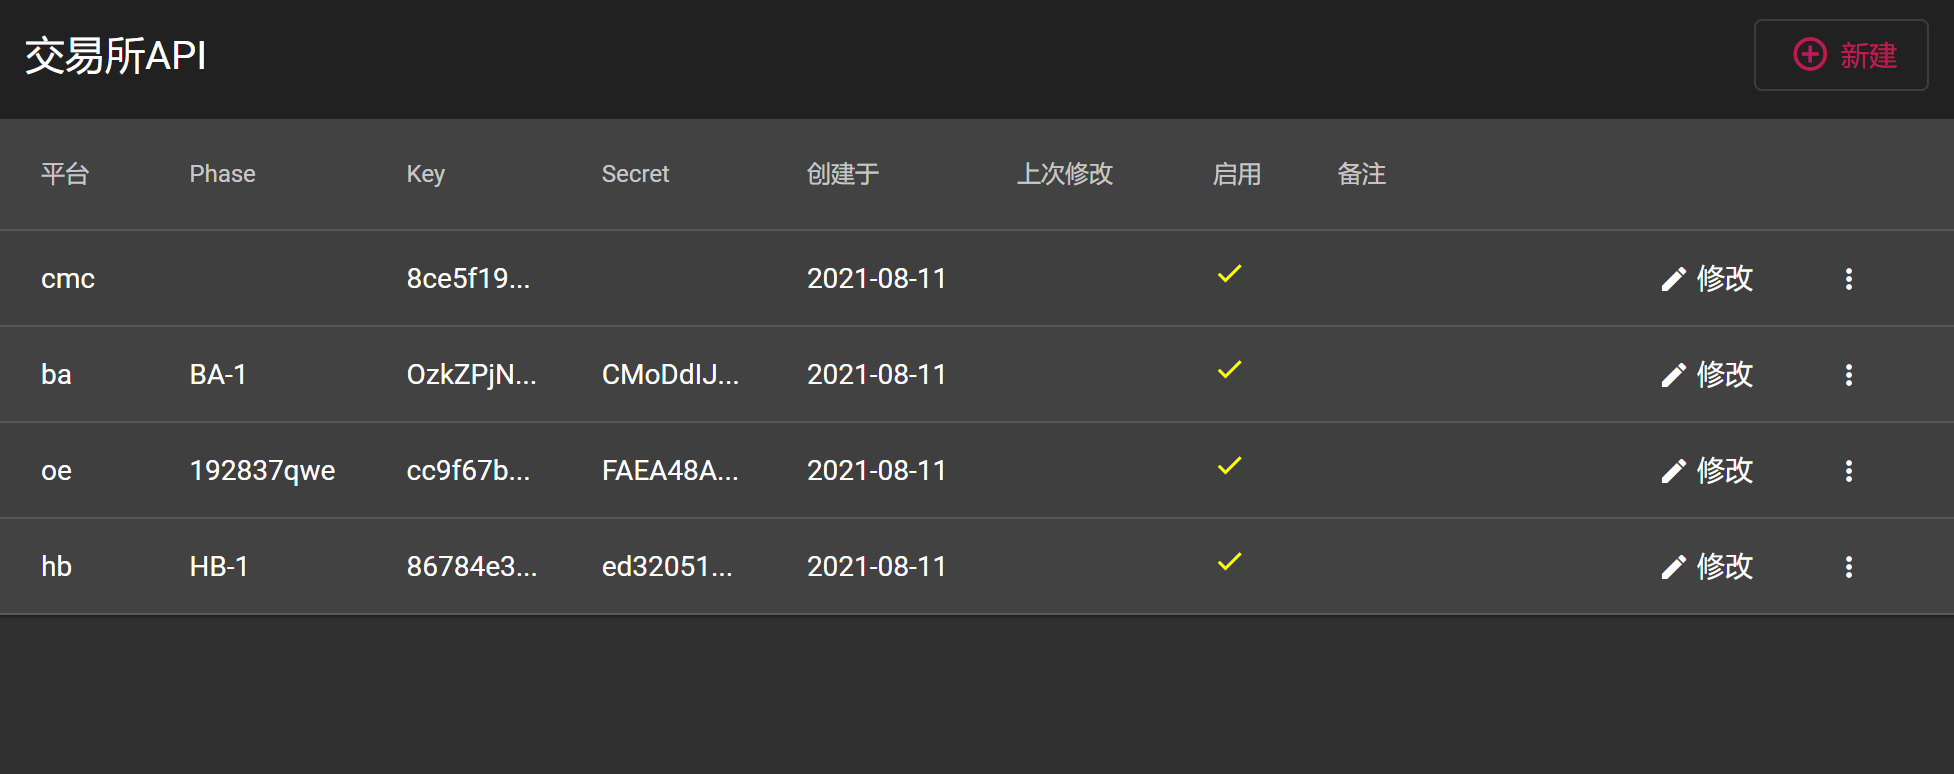 交易所API
新建
平台 Phase Key Secret 创建于 上次修改 启用 备注
cmc 8ce5f19... 2021-08-11 修改
ba BA-1 OzkZPjN... CMoDdIJ... 2021-08-11 修改
oe 192837qwe cc9f67b... FAEA48A... 2021-08-11 修改
hb HB-1 86784e3... ed32051... 2021-08-11 修改